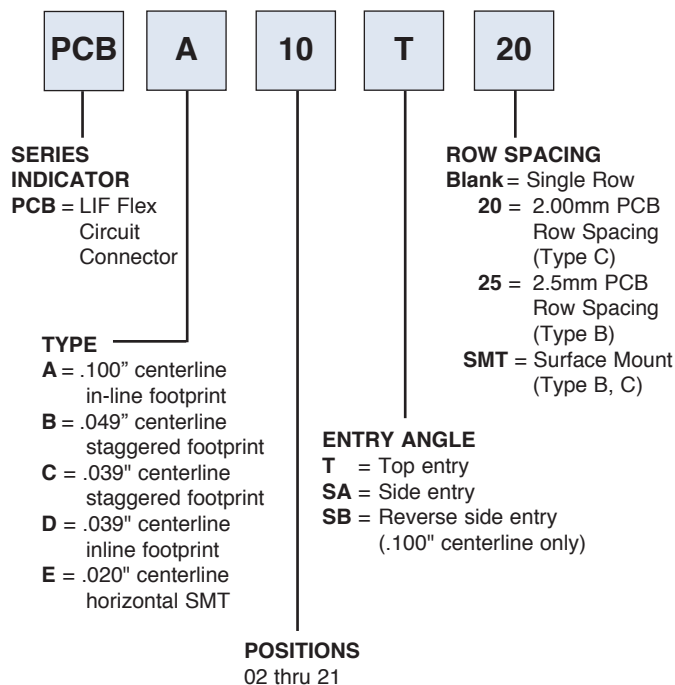 PCB A 10 T 20
SERIES
INDICATOR
PCB = LIF Flex
Circuit
Connector
TYPE
A = .100” centerline
in-line footprint
B = .049” centerline
staggered footprint
C = .039" centerline
staggered footprint
D = .039" centerline
inline footprint
E = .020" centerline
horizontal SMT
POSITIONS
02 thru 21
ENTRY ANGLE
T = Top entry
SA = Side entry
SB = Reverse side entry
(.100" centerline only)
ROW SPACING
Blank = Single Row
20 = 2.00mm PCB
Row Spacing
(Type C)
25 = 2.5mm PCB
Row Spacing
(Type B)
SMT = Surface Mount
(Type B, C)